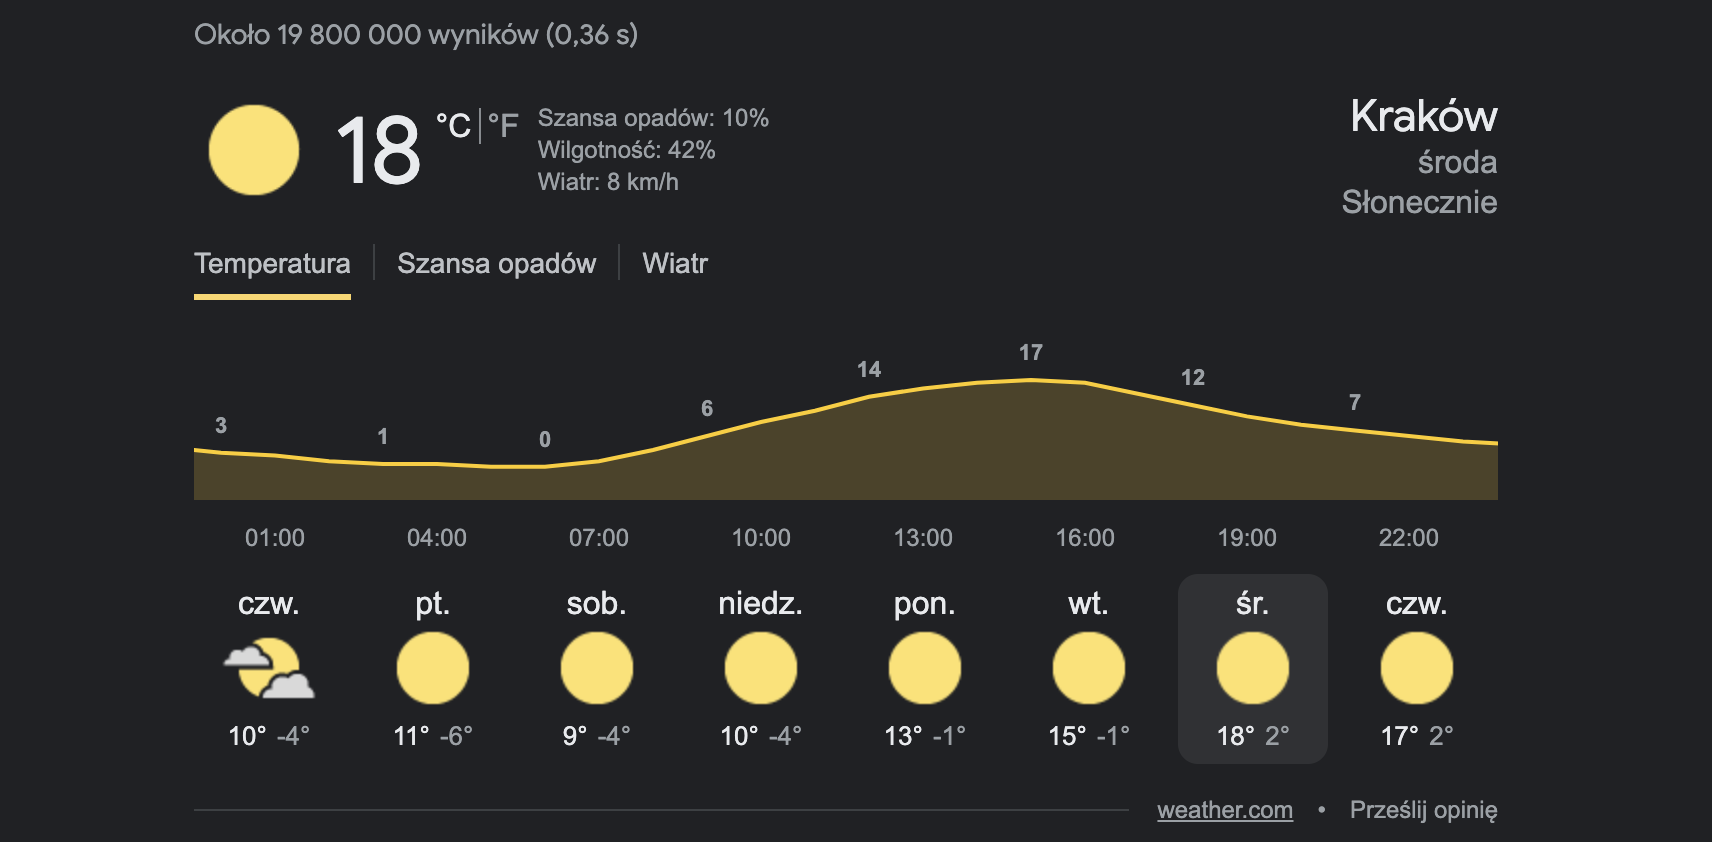 Około 19 800 000 wyników (0,36 s)
18 °C | °F
Szansa opadów: 10%
Wilgotność: 42%
Wiatr: 8 km/h
Kraków
środa
Słonecznie
Temperatura | Szansa opadów | Wiatr
3 1 0 6 14 17 12 7
01:00 04:00 07:00 10:00 13:00 16:00 19:00 22:00
czw. pt. sob. niedz. pon. wt. śr. czw.
10° -4° 11° -6° 9° -4° 10° -4° 13° -1° 15° -1° 18° 2° 17° 2°
weather.com • Prześlij opinię